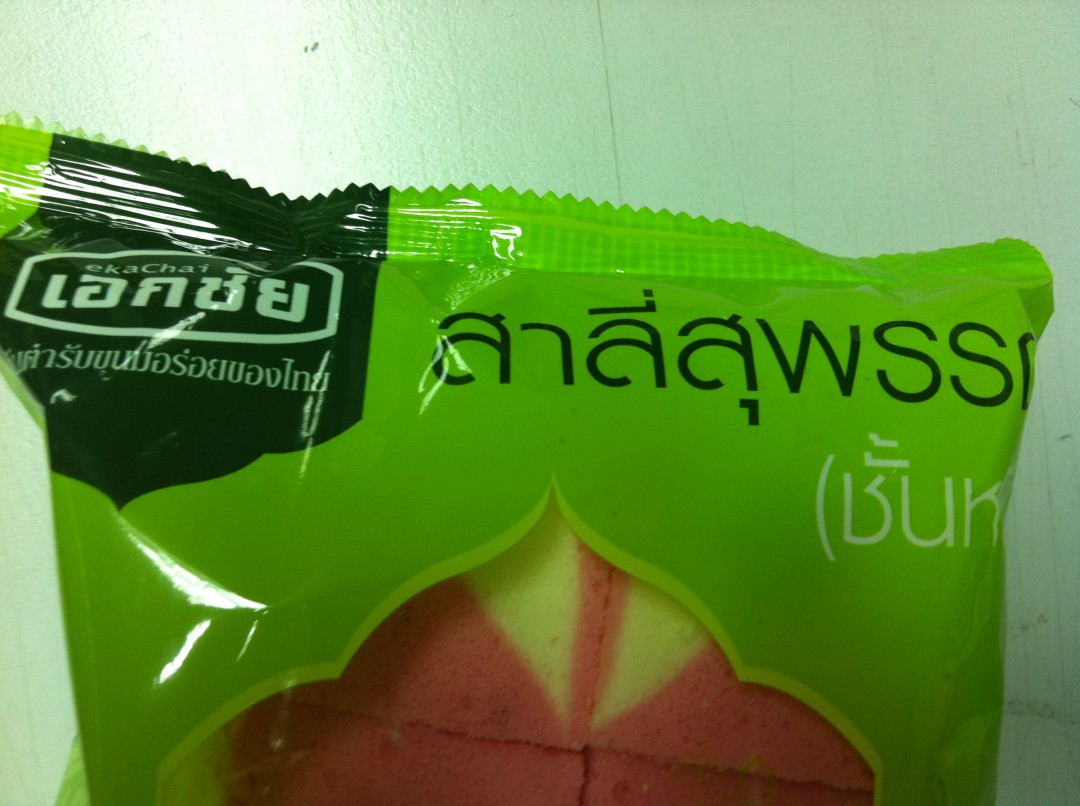 ekachai
เอกชัย
ตำรับขนมอร่อยของไทย
สาลี่สุพรร
(ชั้น